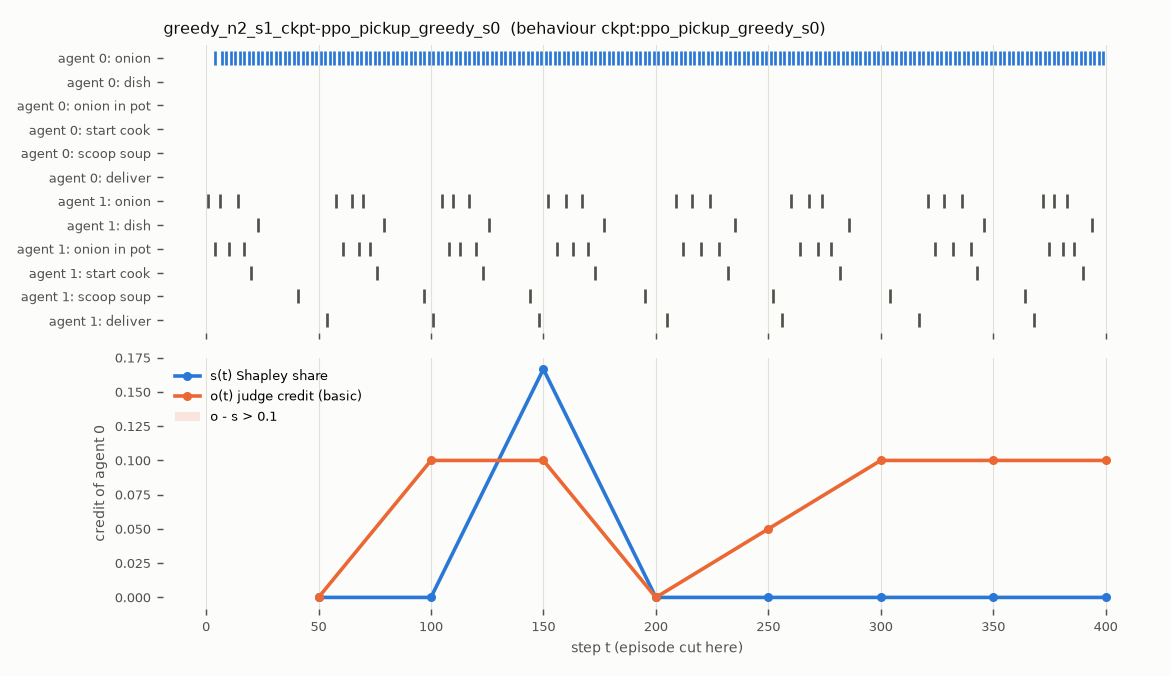 greedy_n2_s1_ckpt-ppo_pickup_greedy_s0  (behaviour ckpt:ppo_pickup_greedy_s0)
agent 0: onion
agent 0: dish
agent 0: onion in pot
agent 0: start cook
agent 0: scoop soup
agent 0: deliver
agent 1: onion
agent 1: dish
agent 1: onion in pot
agent 1: start cook
agent 1: scoop soup
agent 1: deliver
credit of agent 0
0.175
0.150
0.125
0.100
0.075
0.050
0.025
0.000
s(t) Shapley share
o(t) judge credit (basic)
o - s > 0.1
0 50 100 150 200 250 300 350 400
step t (episode cut here)